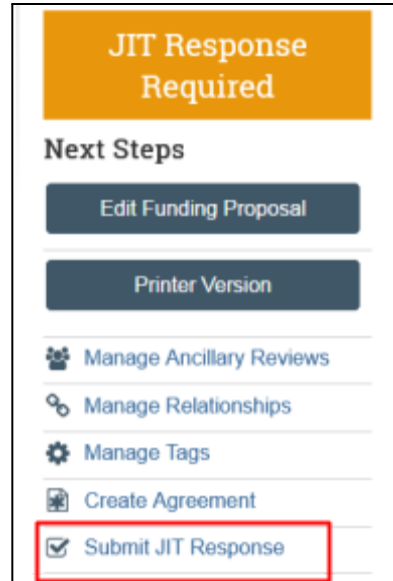 JIT Response
Required
Next Steps
Edit Funding Proposal
Printer Version
Manage Ancillary Reviews
Manage Relationships
Manage Tags
Create Agreement
Submit JIT Response